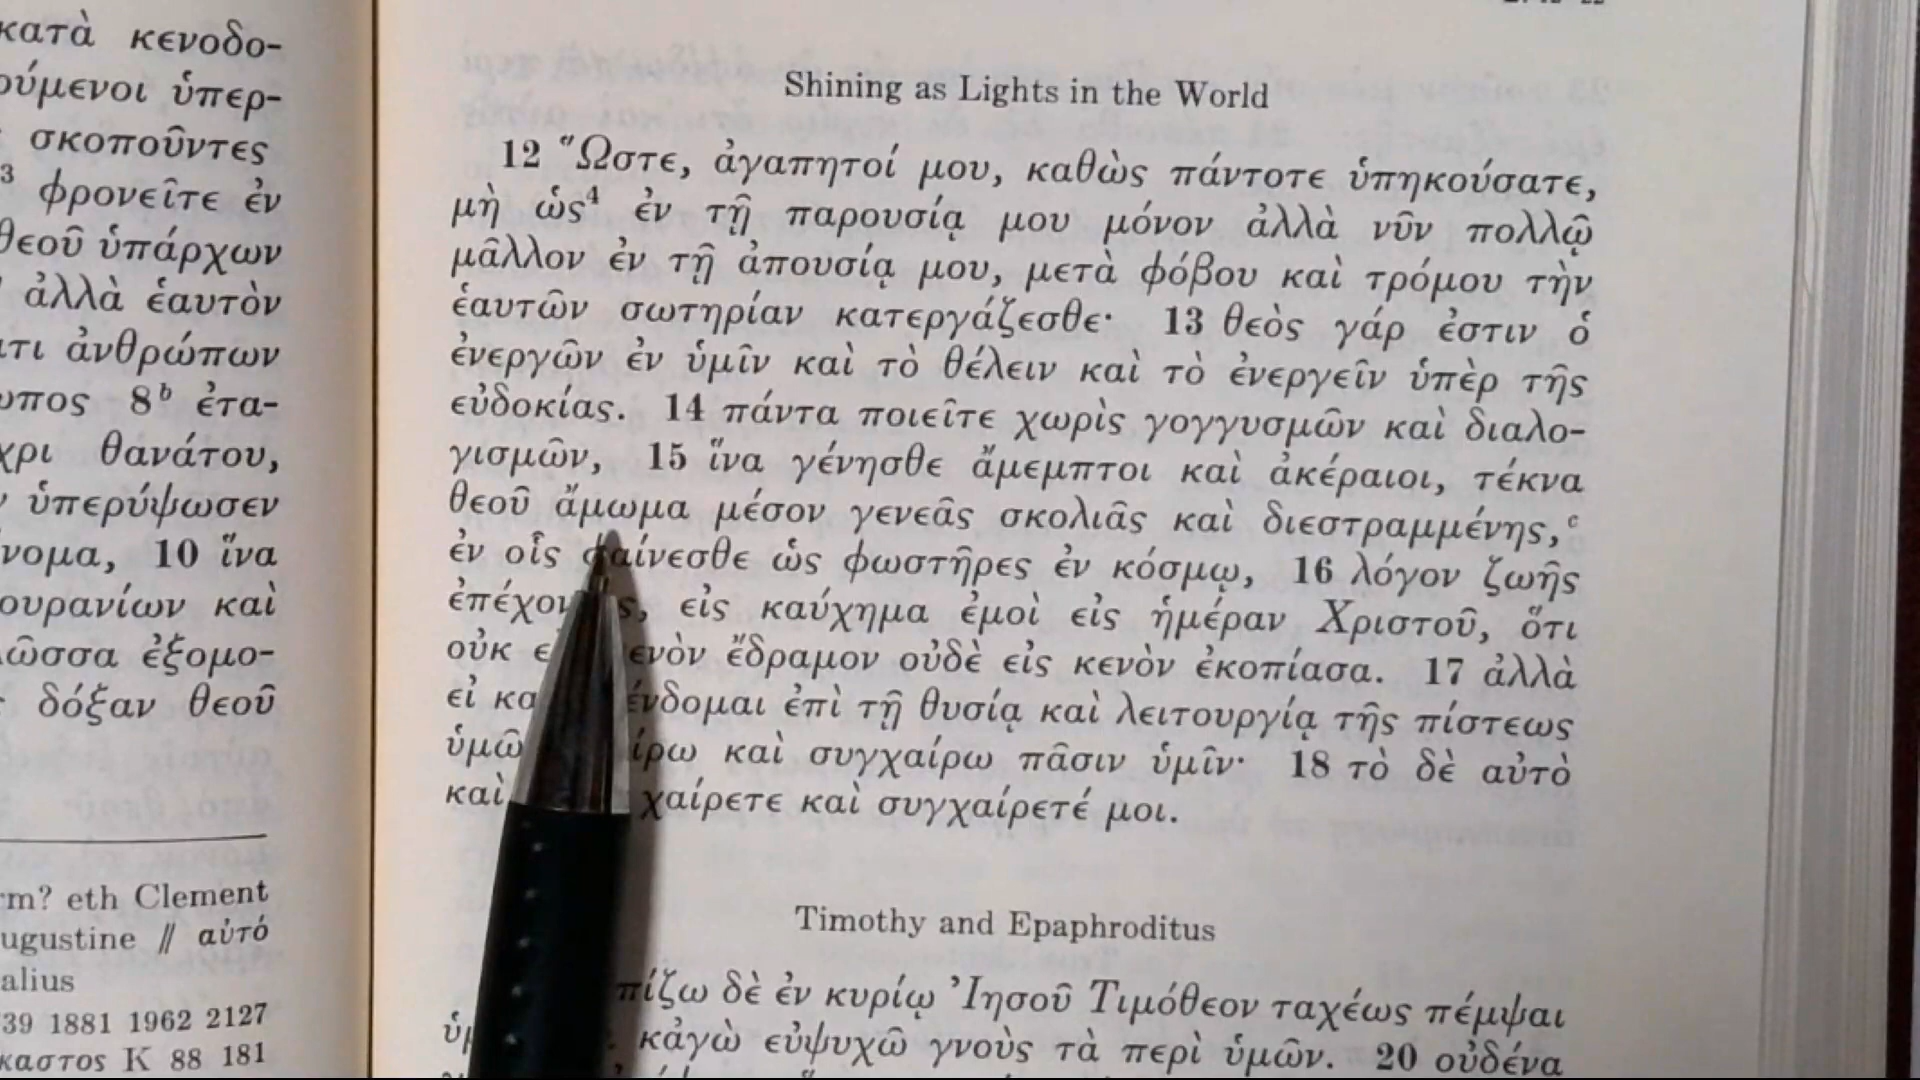 κατὰ κενοδο-
ούμενοι ὑπερ-
σκοποῦντες
3 φρονεῖτε ἐν
θεοῦ ὑπάρχων
ἀλλὰ ἑαυτὸν
ἀνθρώπων
8ᵇ ἐτα-
χρι θανάτου,
ὑπερύψωσεν
νομα, 10 ἵνα
ουρανίων καὶ
ῶσσα ἐξομο-
δόξαν θεοῦ
rm? eth Clement
ugustine // αὐτό
alius
39 1881 1962 2127
καστος K 88 181
Shining as Lights in the World
12 Ὥστε, ἀγαπητοί μου, καθὼς πάντοτε ὑπηκούσατε,
μὴ ὡς⁴ ἐν τῇ παρουσίᾳ μου μόνον ἀλλὰ νῦν πολλῷ
μᾶλλον ἐν τῇ ἀπουσίᾳ μου, μετὰ φόβου καὶ τρόμου τὴν
ἑαυτῶν σωτηρίαν κατεργάζεσθε· 13 θεὸς γάρ ἐστιν ὁ
ἐνεργῶν ἐν ὑμῖν καὶ τὸ θέλειν καὶ τὸ ἐνεργεῖν ὑπὲρ τῆς
εὐδοκίας. 14 πάντα ποιεῖτε χωρὶς γογγυσμῶν καὶ διαλο-
γισμῶν, 15 ἵνα γένησθε ἄμεμπτοι καὶ ἀκέραιοι, τέκνα
θεοῦ ἄμωμα μέσον γενεᾶς σκολιᾶς καὶ διεστραμμένης,ᶜ
ἐν οἷς φαίνεσθε ὡς φωστῆρες ἐν κόσμῳ, 16 λόγον ζωῆς
εἰς καύχημα ἐμοὶ εἰς ἡμέραν Χριστοῦ, ὅτι
οὐκ ἔδραμον οὐδὲ εἰς κενὸν ἐκοπίασα. 17 ἀλλὰ
εἰ ἐπὶ τῇ θυσίᾳ καὶ λειτουργίᾳ τῆς πίστεως
καὶ συγχαίρω πᾶσιν ὑμῖν· 18 τὸ δὲ αὐτὸ
καὶ χαίρετε καὶ συγχαίρετέ μοι.
Timothy and Epaphroditus
πίζω δὲ ἐν κυρίῳ Ἰησοῦ Τιμόθεον ταχέως πέμψαι
κἀγὼ εὐψυχῶ γνοὺς τὰ περὶ ὑμῶν. 20 οὐδένα